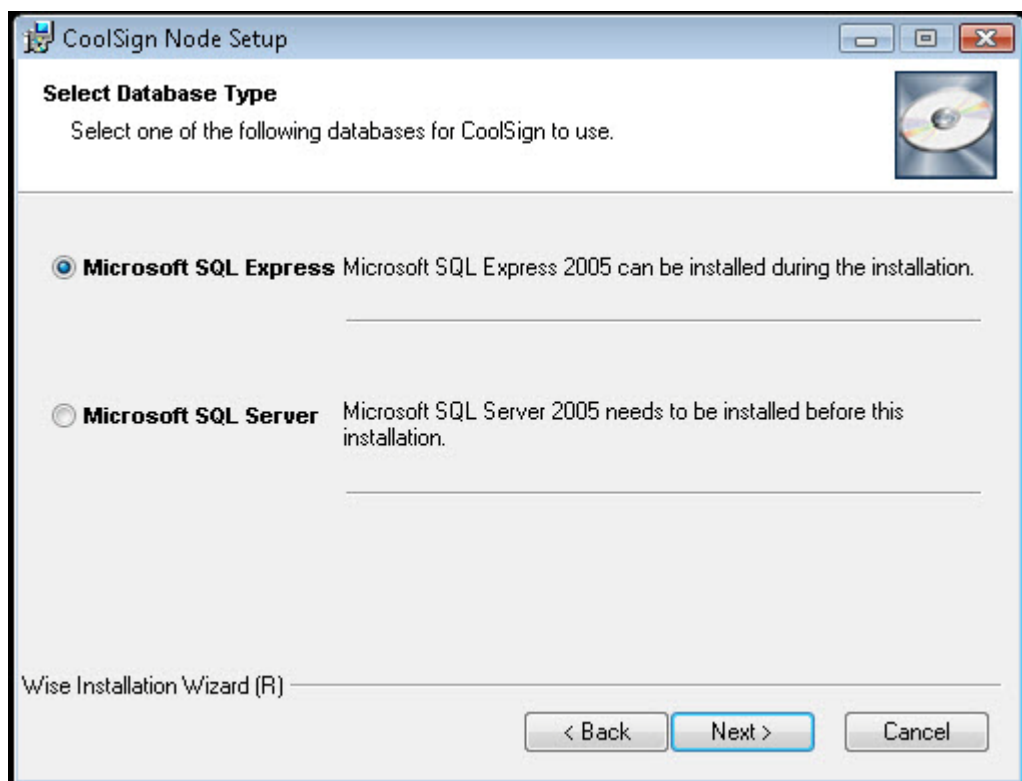 CoolSign Node Setup
Select Database Type
Select one of the following databases for CoolSign to use.
Microsoft SQL Express Microsoft SQL Express 2005 can be installed during the installation.
Microsoft SQL Server Microsoft SQL Server 2005 needs to be installed before this
installation.
Wise Installation Wizard (R)
< Back Next > Cancel